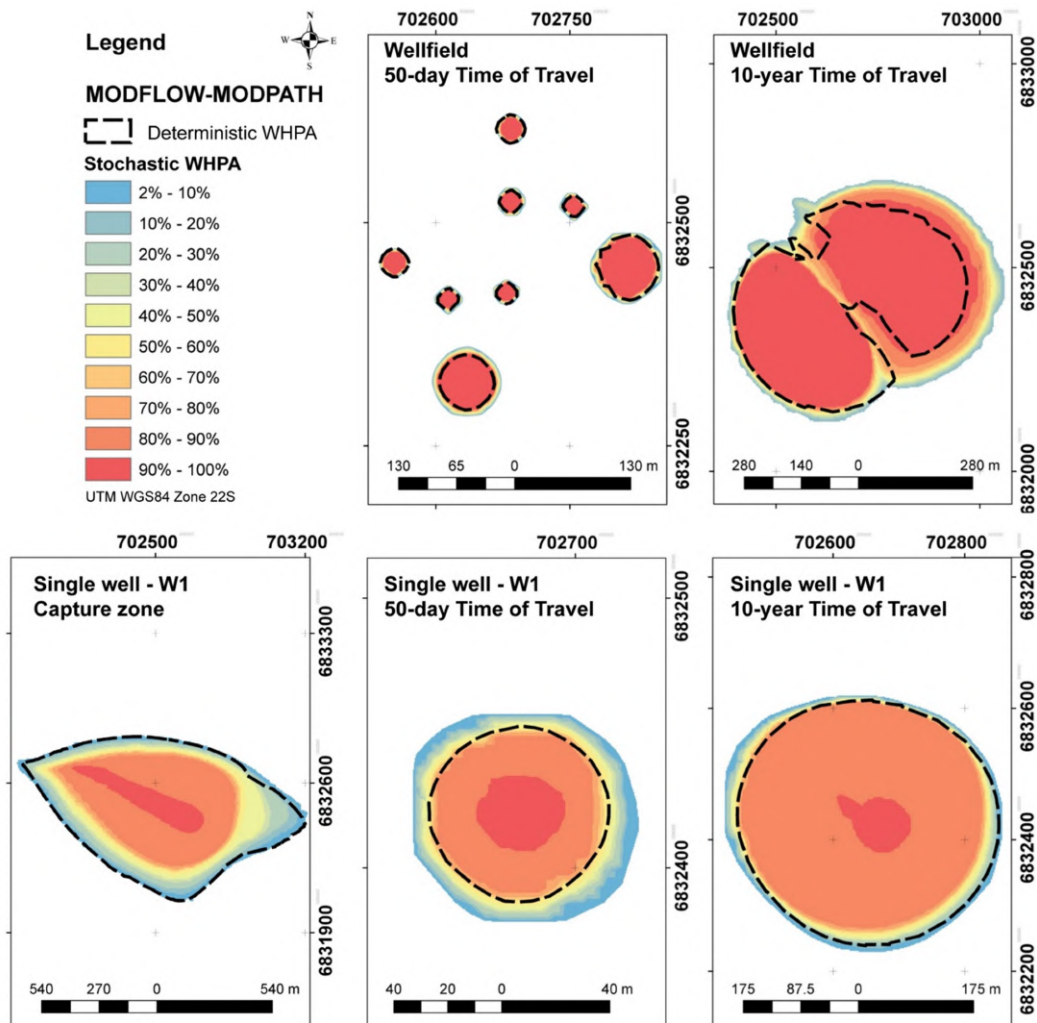 Legend
N
W E
S
MODFLOW-MODPATH
Deterministic WHPA
Stochastic WHPA
2% - 10%
10% - 20%
20% - 30%
30% - 40%
40% - 50%
50% - 60%
60% - 70%
70% - 80%
80% - 90%
90% - 100%
UTM WGS84 Zone 22S
702600 702750
Wellfield
50-day Time of Travel
6832500
6832250
130 65 0 130 m
702500 703000
Wellfield
10-year Time of Travel
6833000
6832500
6832000
280 140 0 280 m
702500 703200
Single well - W1
Capture zone
6833300
6832600
6831900
540 270 0 540 m
702700
Single well - W1
50-day Time of Travel
6832500
6832400
40 20 0 40 m
702600 702800
Single well - W1
10-year Time of Travel
6832800
6832600
6832400
6832200
175 87.5 0 175 m